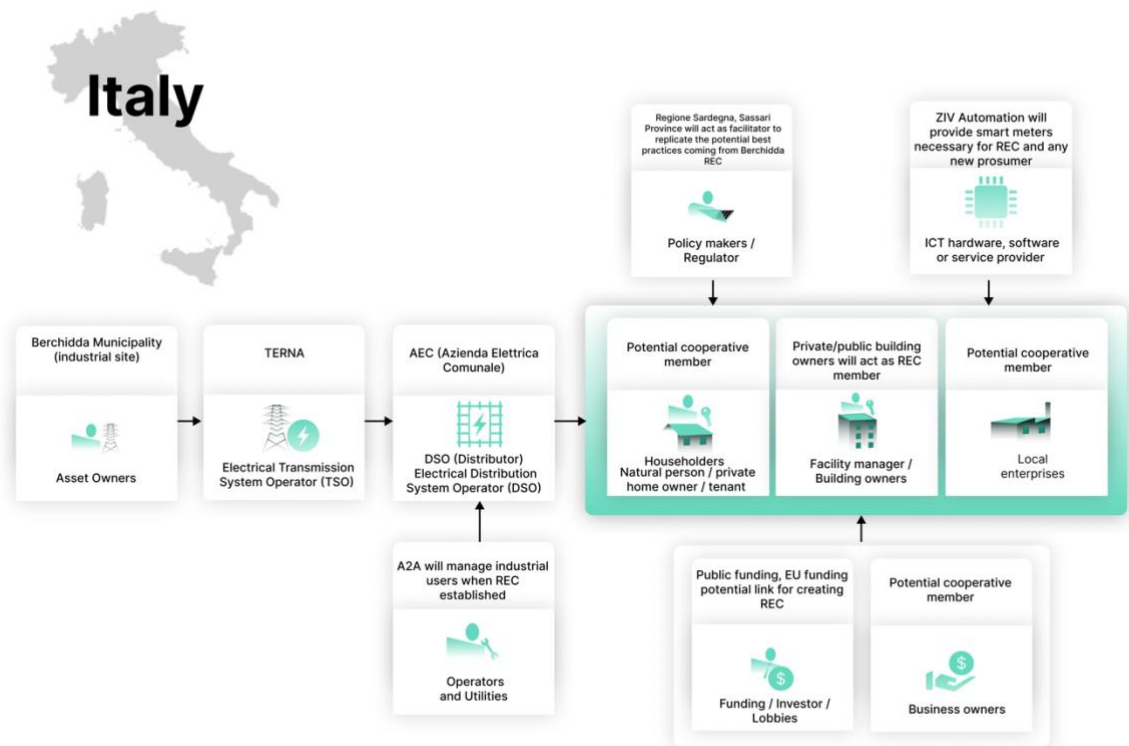 Italy
Regione Sardegna, Sassari
Province will act as facilitator to
replicate the potential best
practices coming from Berchidda
REC
Policy makers /
Regulator
ZIV Automation will
provide smart meters
necessary for REC and any
new prosumer
ICT hardware, software
or service provider
Berchidda Municipality
(industrial site)
Asset Owners
TERNA
Electrical Transmission
System Operator (TSO)
AEC (Azienda Elettrica
Comunale)
DSO (Distributor)
Electrical Distribution
System Operator (DSO)
Potential cooperative
member
Householders
Natural person / private
home owner / tenant
Private/public building
owners will act as REC
member
Facility manager /
Building owners
Potential cooperative
member
Local
enterprises
A2A will manage industrial
users when REC
established
Operators
and Utilities
Public funding, EU funding
potential link for creating
REC
Funding / Investor /
Lobbies
Potential cooperative
member
Business owners